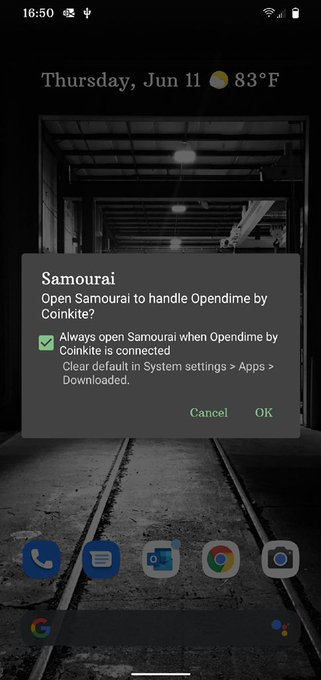 16:50
Thursday, Jun 11 83°F
Samourai
Open Samourai to handle Opendime by
Coinkite?
Always open Samourai when Opendime by
Coinkite is connected
Clear default in System settings > Apps >
Downloaded.
Cancel OK